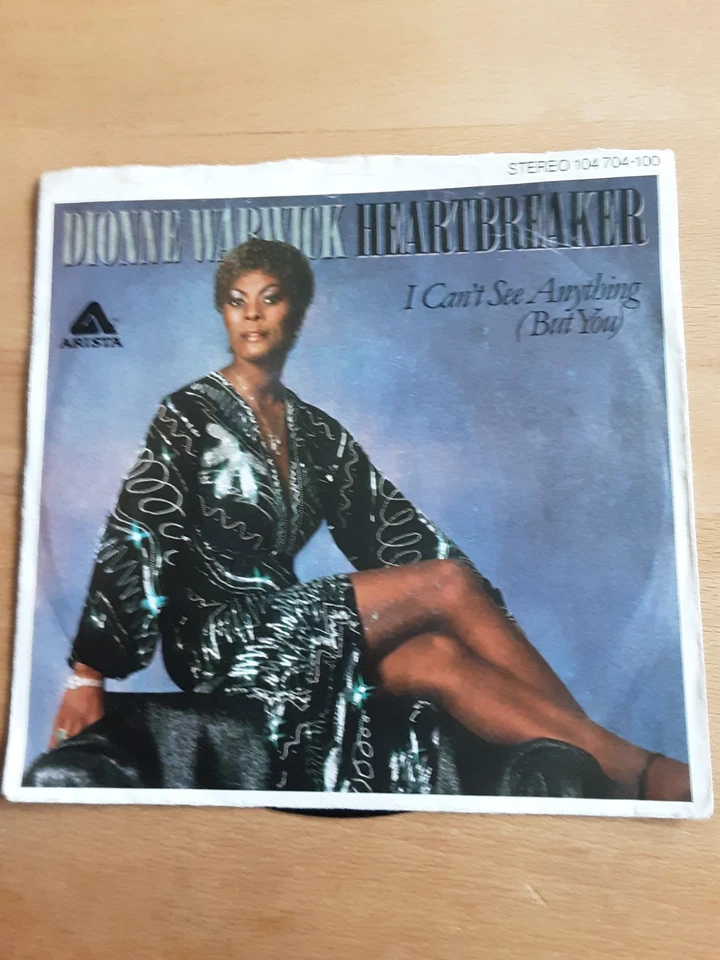 STEREO 104 704-100
DIONNE WARWICK HEARTBREAKER
I Can't See Anything
(But You)
ARISTA